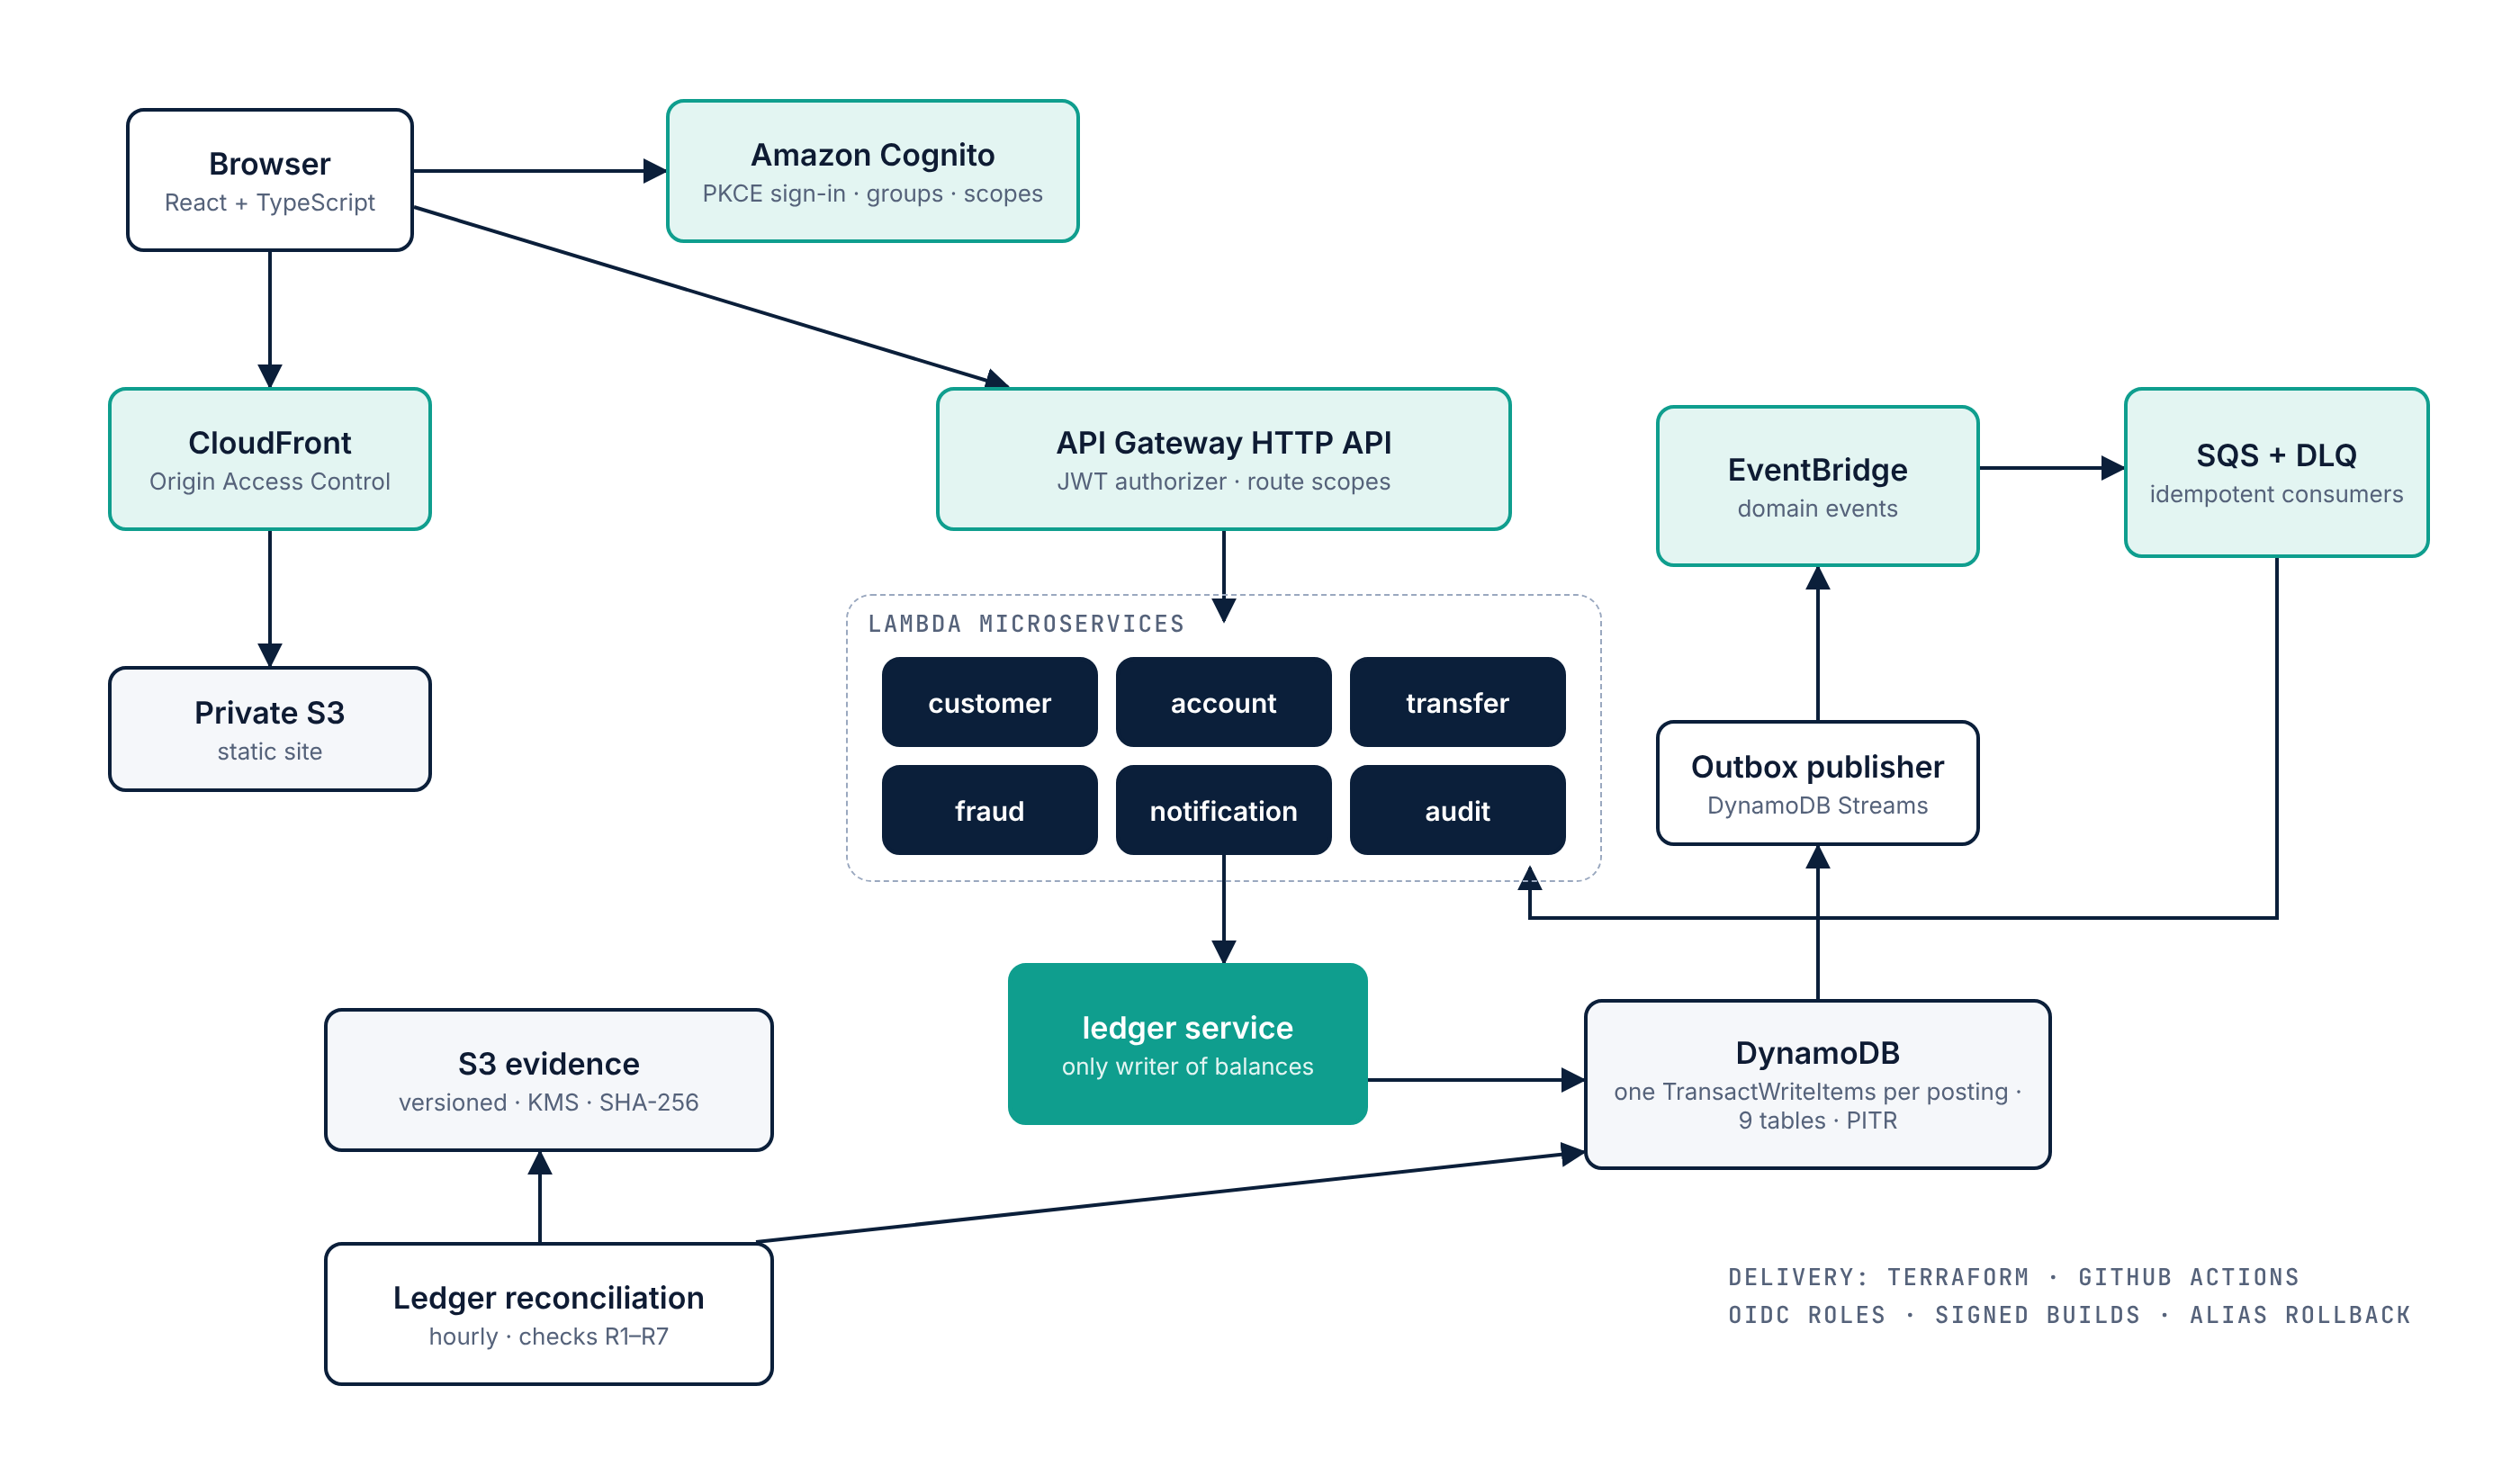 Browser
React + TypeScript
Amazon Cognito
PKCE sign-in · groups · scopes
CloudFront
Origin Access Control
API Gateway HTTP API
JWT authorizer · route scopes
EventBridge
domain events
SQS + DLQ
idempotent consumers
LAMBDA MICROSERVICES
customer
account
transfer
fraud
notification
audit
Private S3
static site
Outbox publisher
DynamoDB Streams
ledger service
only writer of balances
DynamoDB
one TransactWriteItems per posting ·
9 tables · PITR
S3 evidence
versioned · KMS · SHA-256
Ledger reconciliation
hourly · checks R1–R7
DELIVERY: TERRAFORM · GITHUB ACTIONS
OIDC ROLES · SIGNED BUILDS · ALIAS ROLLBACK